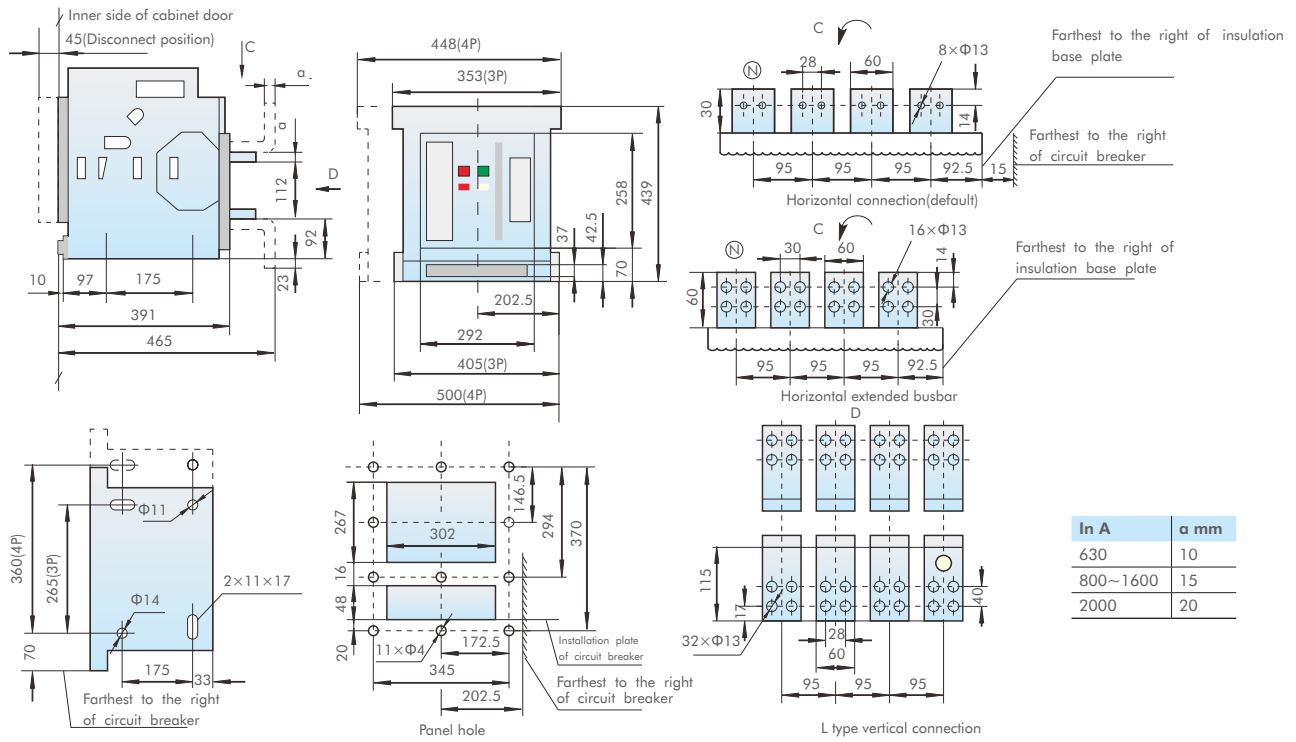 Inner side of cabinet door
45(Disconnect position)
C
a
a
112
D
92
23
10
97
175
391
465
448(4P)
353(3P)
258
439
37
42.5
70
202.5
292
405(3P)
500(4P)
C
N
28
60
8×Φ13
30
14
95
95
95
92.5
15
Farthest to the right of insulation
base plate
Farthest to the right
of circuit breaker
Horizontal connection(default)
C
N
30
60
16×Φ13
14
60
30
95
95
95
92.5
Farthest to the right of
insulation base plate
Horizontal extended busbar
D
115
17
40
32×Φ13
28
60
95
95
95
L type vertical connection
360(4P)
265(3P)
Φ11
2×11×17
Φ14
70
175
33
Farthest to the right
of circuit breaker
267
302
146.5
294
370
16
48
20
11×Φ4
172.5
345
202.5
Installation plate
of circuit breaker
Farthest to the right
of circuit breaker
Panel hole
In A a mm
630 10
800~1600 15
2000 20